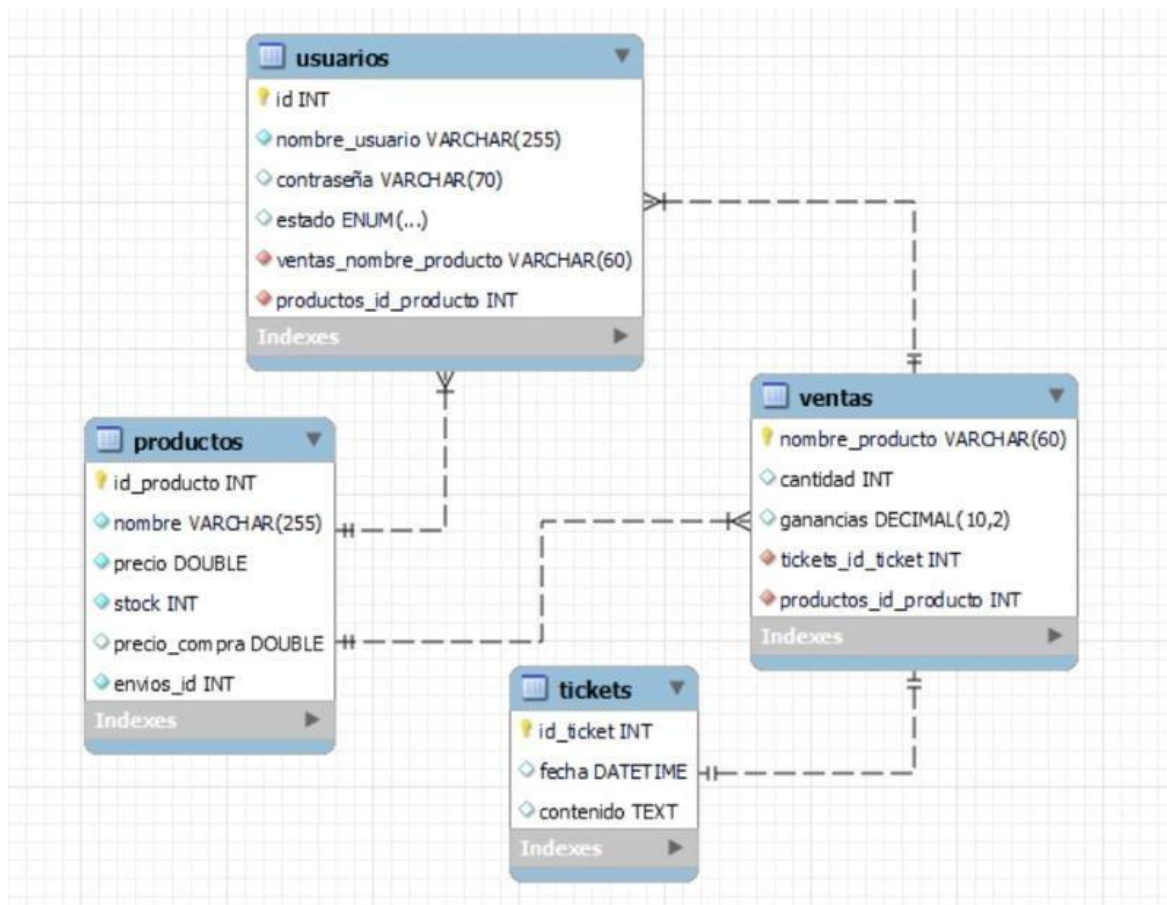 usuarios
id INT
nombre_usuario VARCHAR(255)
contraseña VARCHAR(70)
estado ENUM(...)
ventas_nombre_producto VARCHAR(60)
productos_id_producto INT
Indexes
productos
id_producto INT
nombre VARCHAR(255)
precio DOUBLE
stock INT
precio_compra DOUBLE
envios_id INT
Indexes
ventas
nombre_producto VARCHAR(60)
cantidad INT
ganancias DECIMAL(10,2)
tickets_id_ticket INT
productos_id_producto INT
Indexes
tickets
id_ticket INT
fecha DATETIME
contenido TEXT
Indexes